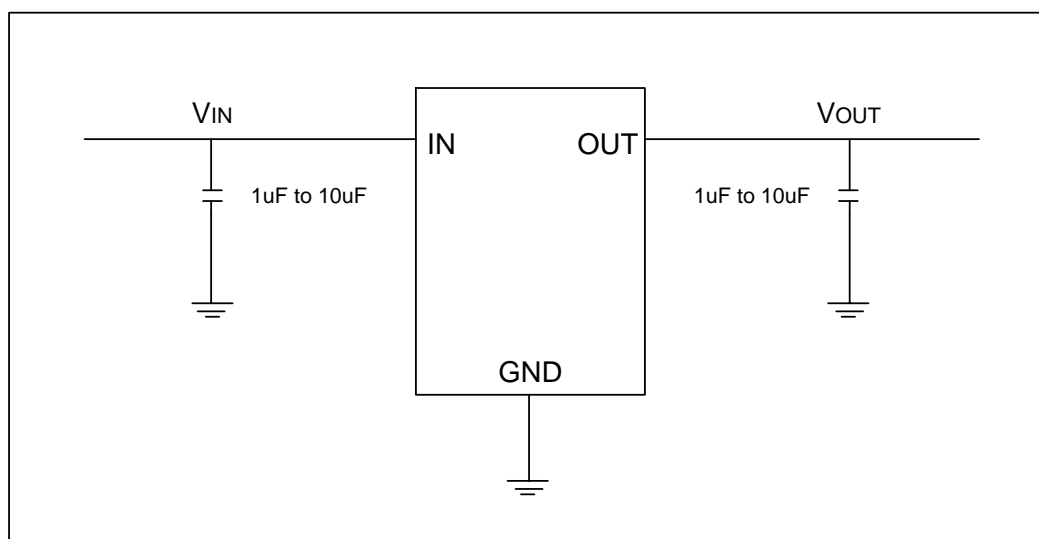 VIN
VOUT
IN
OUT
1uF to 10uF
1uF to 10uF
GND